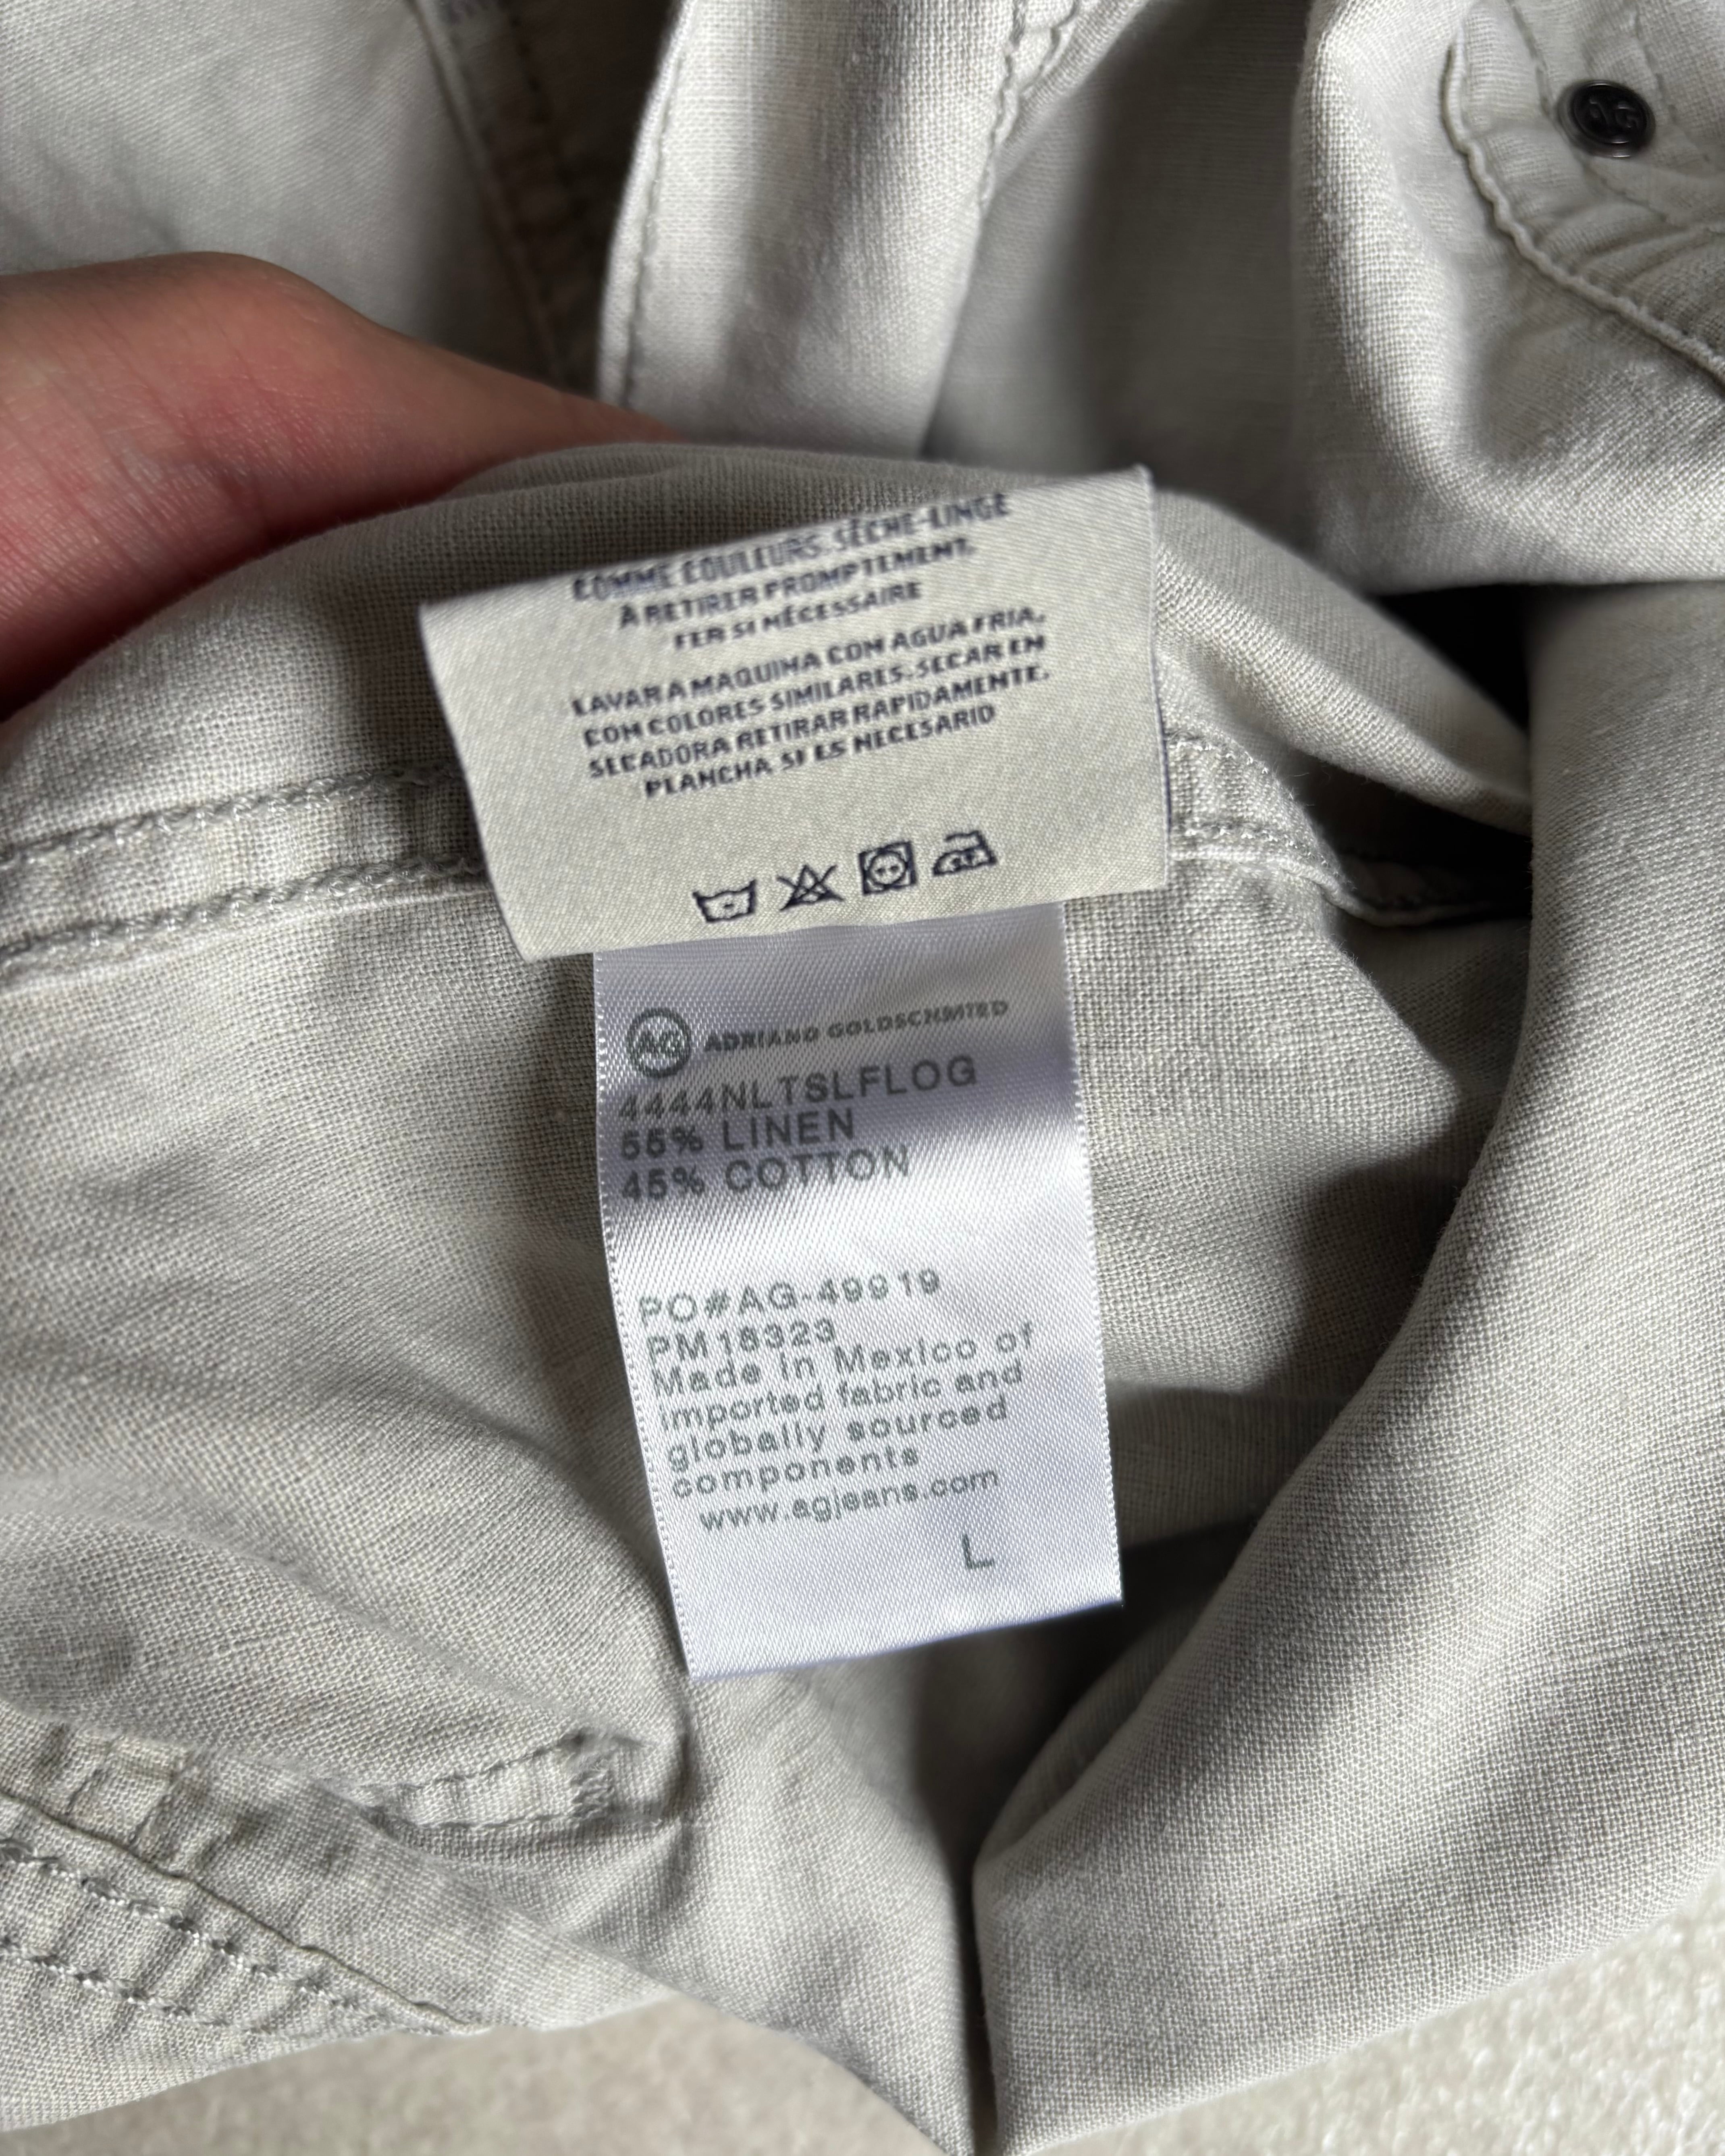 COMME COULEURS. SÈCHE-LINGE
À RETIRER PROMPTEMENT.
FER SI NÉCESSAIRE
LAVAR A MAQUINA CON AGUA FRIA,
CON COLORES SIMILARES. SECAR EN
SECADORA RETIRAR RAPIDAMENTE.
PLANCHA SI ES NECESARIO
AG ADRIANO GOLDSCHMIED
4444NLTSLFLOG
55% LINEN
45% COTTON
PO#AG-49919
PM18323
Made in Mexico of
imported fabric and
globally sourced
components
www.agjeans.com
L
AG